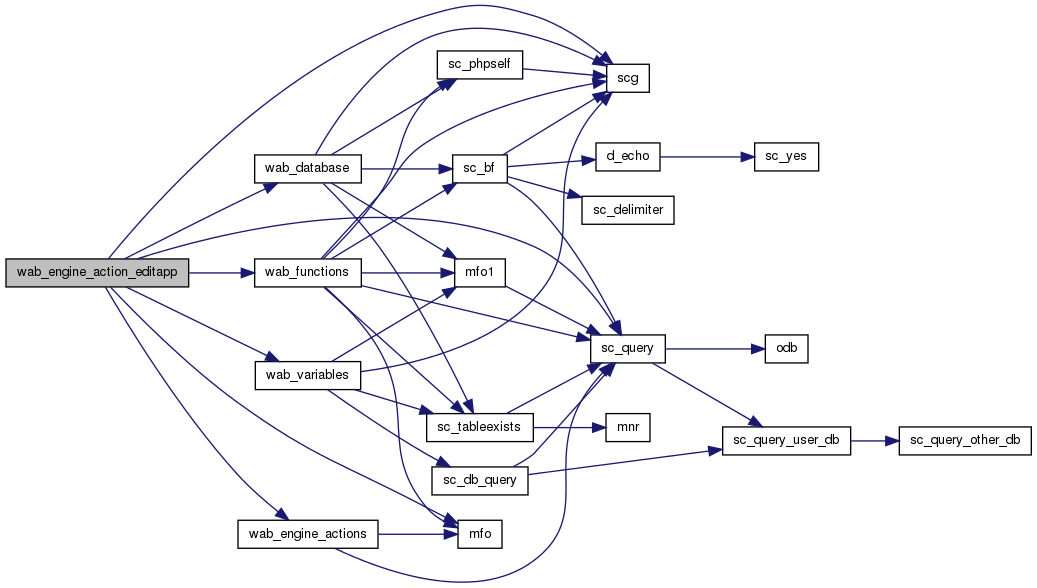 sc_phpself
scg
wab_database
sc_bf
cl_echo
sc_yes
sc_delimiter
wab_engine_action_editapp
wab_functions
mfo1
sc_query
odb
wab_variables
sc_tableexists
mnr
sc_query_user_db
sc_query_other_db
sc_db_query
wab_engine_actions
mfo